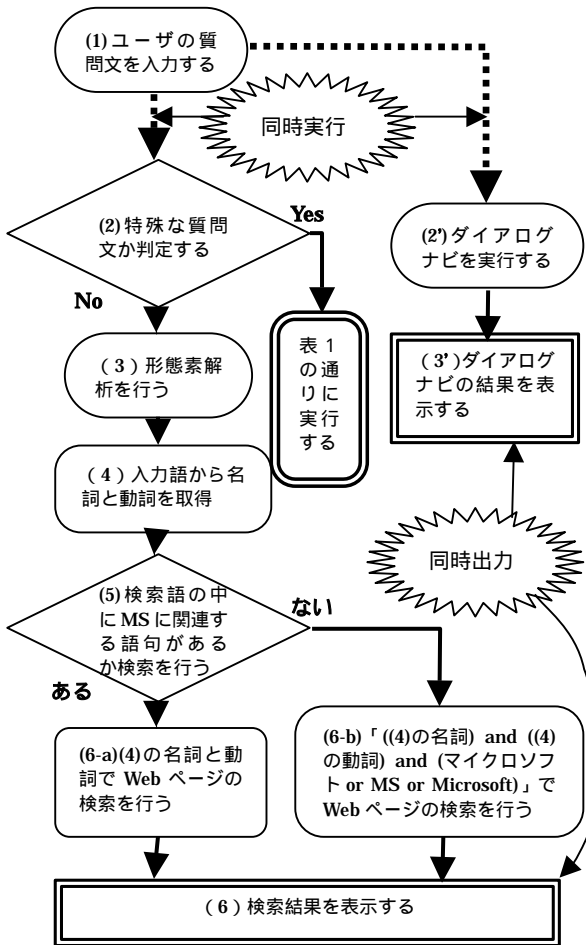 (1)ユーザの質
問文を入力する
同時実行
(2)特殊な質問
文か判定する
Yes
No
(2’)ダイアログ
ナビを実行する
(3’)ダイアログ
ナビの結果を表
示する
表1
の通
りに
実行
する
(3)形態素解
析を行う
(4)入力語から名
詞と動詞を取得
同時出力
(5)検索語の中
にMSに関連す
る語句がある
か検索を行う
ない
ある
(6-a)(4)の名詞と動
詞で Web ページの
検索を行う
(6-b)「((4)の名詞) and ((4)
の動詞) and (マイクロソフ
ト or MS or Microsoft)」で
Web ページの検索を行う
(6)検索結果を表示する